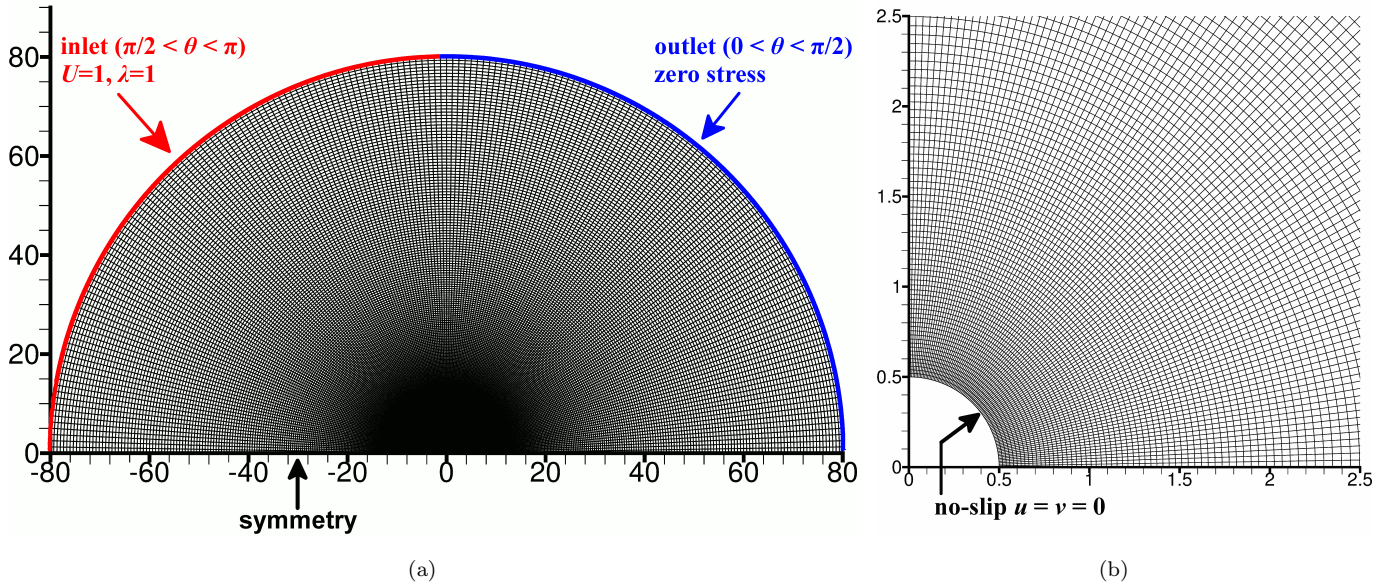 inlet (π/2 < θ < π)
U=1, λ=1
outlet (0 < θ < π/2)
zero stress
80
60
40
20
0
-80 -60 -40 -20 0 20 40 60 80
symmetry
(a)
2.5
2
1.5
1
0.5
0
0 0.5 1 1.5 2 2.5
no-slip u = v = 0
(b)